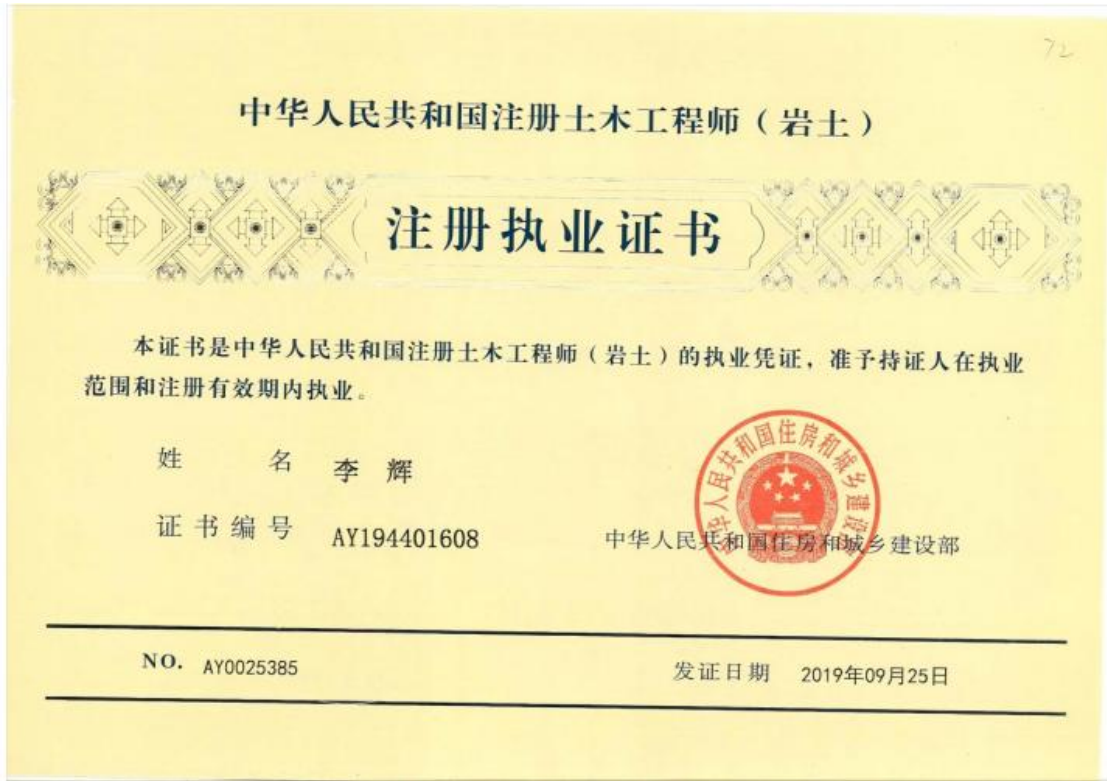 72
中华人民共和国注册土木工程师（岩土）
注册执业证书
本证书是中华人民共和国注册土木工程师（岩土）的执业凭证，准予持证人在执业
范围和注册有效期内执业。
姓 名 李 辉
证书编号 AY194401608
中华人民共和国住房和城乡建设部
中华人民共和国住房和城乡建设部
NO. AY0025385
发证日期 2019年09月25日